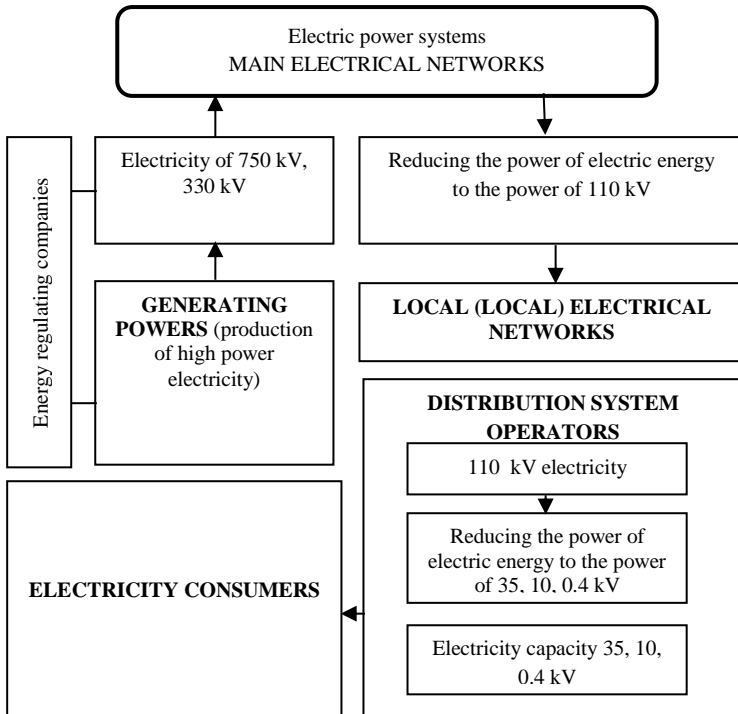 Electric power systems
MAIN ELECTRICAL NETWORKS
Energy regulating companies
Electricity of 750 kV,
330 kV
Reducing the power of electric energy
to the power of 110 kV
GENERATING
POWERS (production
of high power
electricity)
LOCAL (LOCAL) ELECTRICAL
NETWORKS
DISTRIBUTION SYSTEM
OPERATORS
110 kV electricity
Reducing the power of
electric energy to the power
of 35, 10, 0.4 kV
Electricity capacity 35, 10,
0.4 kV
ELECTRICITY CONSUMERS